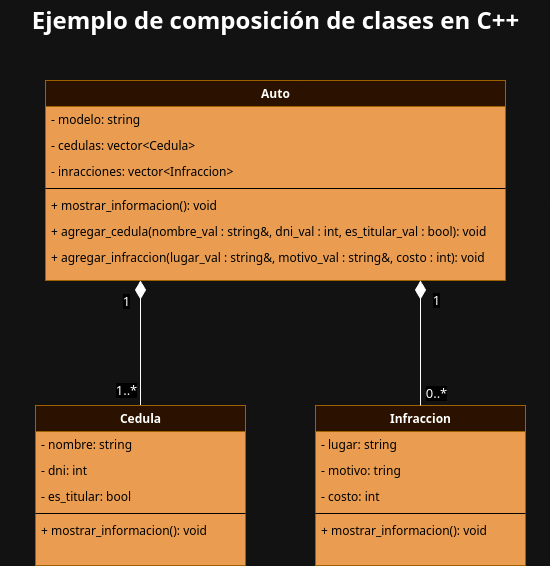 Ejemplo de composición de clases en C++
Auto
- modelo: string
- cedulas: vector<Cedula>
- inracciones: vector<Infraccion>
+ mostrar_informacion(): void
+ agregar_cedula(nombre_val : string&, dni_val : int, es_titular_val : bool): void
+ agregar_infraccion(lugar_val : string&, motivo_val : string&, costo : int): void
1
1
1..*
0..*
Cedula
- nombre: string
- dni: int
- es_titular: bool
+ mostrar_informacion(): void
Infraccion
- lugar: string
- motivo: tring
- costo: int
+ mostrar_informacion(): void